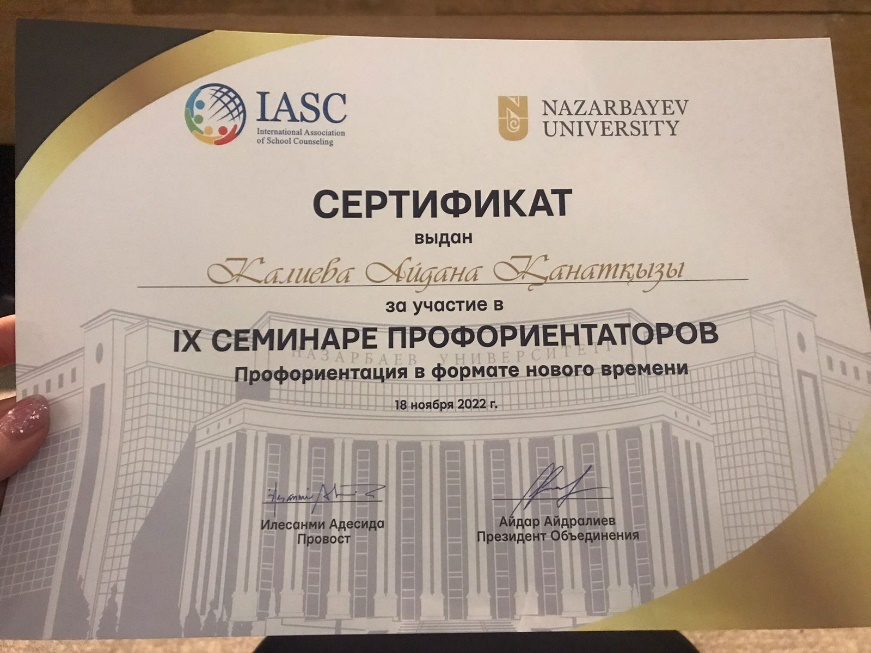 IASC
International Association
of School Counseling
NAZARBAYEV
UNIVERSITY
СЕРТИФИКАТ
выдан
Калиева Айдана Қанатқызы
за участие в
IX СЕМИНАРЕ ПРОФОРИЕНТАТОРОВ
НАЗАРБАЕВ УНИВЕРСИТЕТІ
Профориентация в формате нового времени
18 ноября 2022 г.
Илесанми Адесида
Провост
Айдар Айдралиев
Президент Объединения